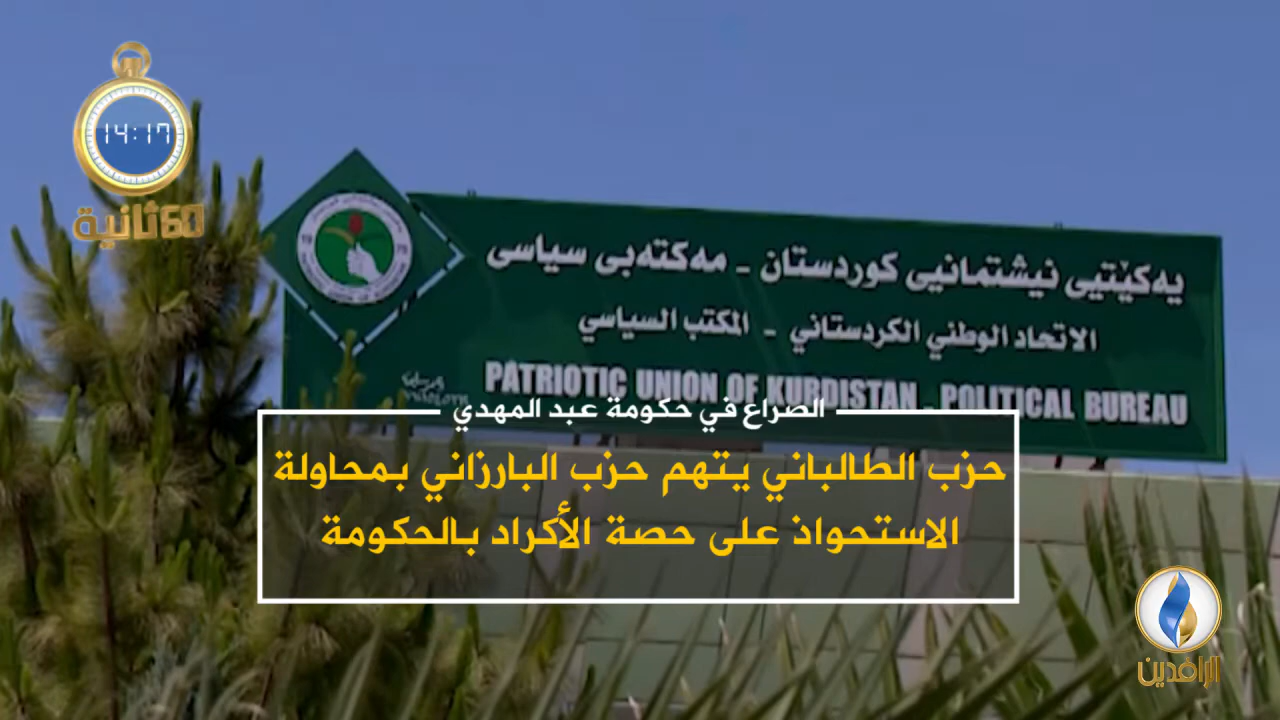 14:17
60 ثانية
یەکێتیی نیشتمانیی کوردستان - مەکتەبی سیاسی
الاتحاد الوطني الكردستاني - المكتب السياسي
PATRIOTIC UNION OF KURDISTAN - POLITICAL BUREAU
الصراع في حكومة عبد المهدي
حزب الطالباني يتهم حزب البارزاني بمحاولة
الاستحواذ على حصة الأكراد بالحكومة
الرافدين